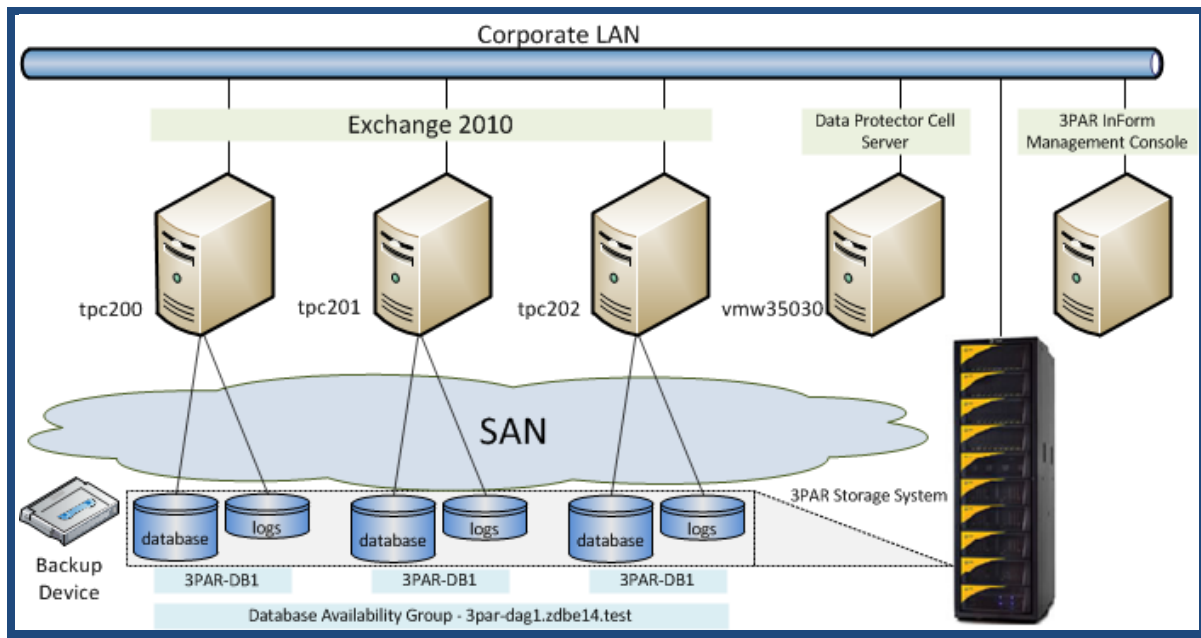 Corporate LAN
Exchange 2010
Data Protector Cell
Server
3PAR InForm
Management Console
tpc200
tpc201
tpc202
vmw35030
SAN
3PAR Storage System
database
logs
database
logs
database
logs
Backup
Device
3PAR-DB1
3PAR-DB1
3PAR-DB1
Database Availability Group - 3par-dag1.zdbe14.test